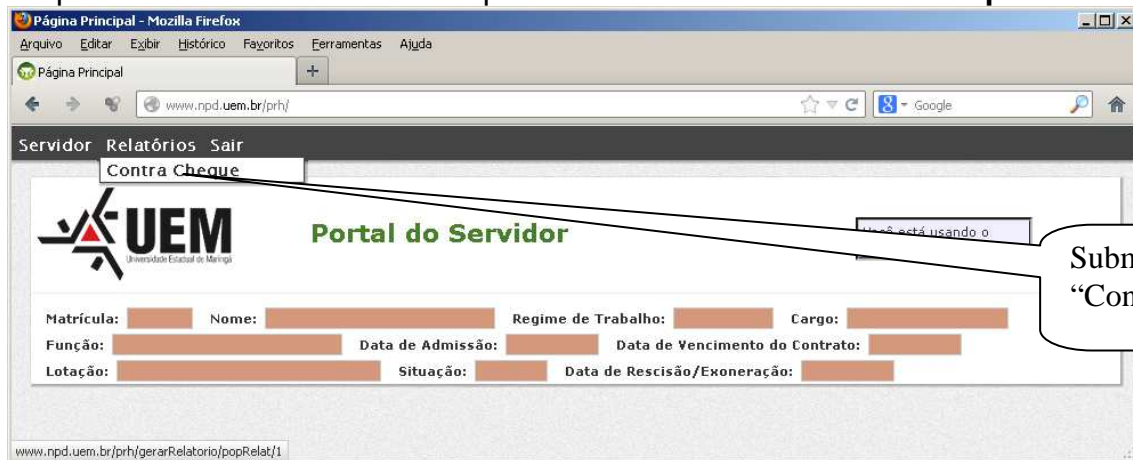 Página Principal - Mozilla Firefox
Arquivo Editar Exibir Histórico Favoritos Ferramentas Ajuda
Página Principal
www.npd.uem.br/prh/
Google
Servidor Relatórios Sair
Contra Cheque
UEM
Universidade Estadual de Maringá
Portal do Servidor
Você está usando o
Subm
“Con
Matrícula: Nome: Regime de Trabalho: Cargo:
Função: Data de Admissão: Data de Vencimento do Contrato:
Lotação: Situação: Data de Rescisão/Exoneração:
www.npd.uem.br/prh/gerarRelatorio/popRelat/1